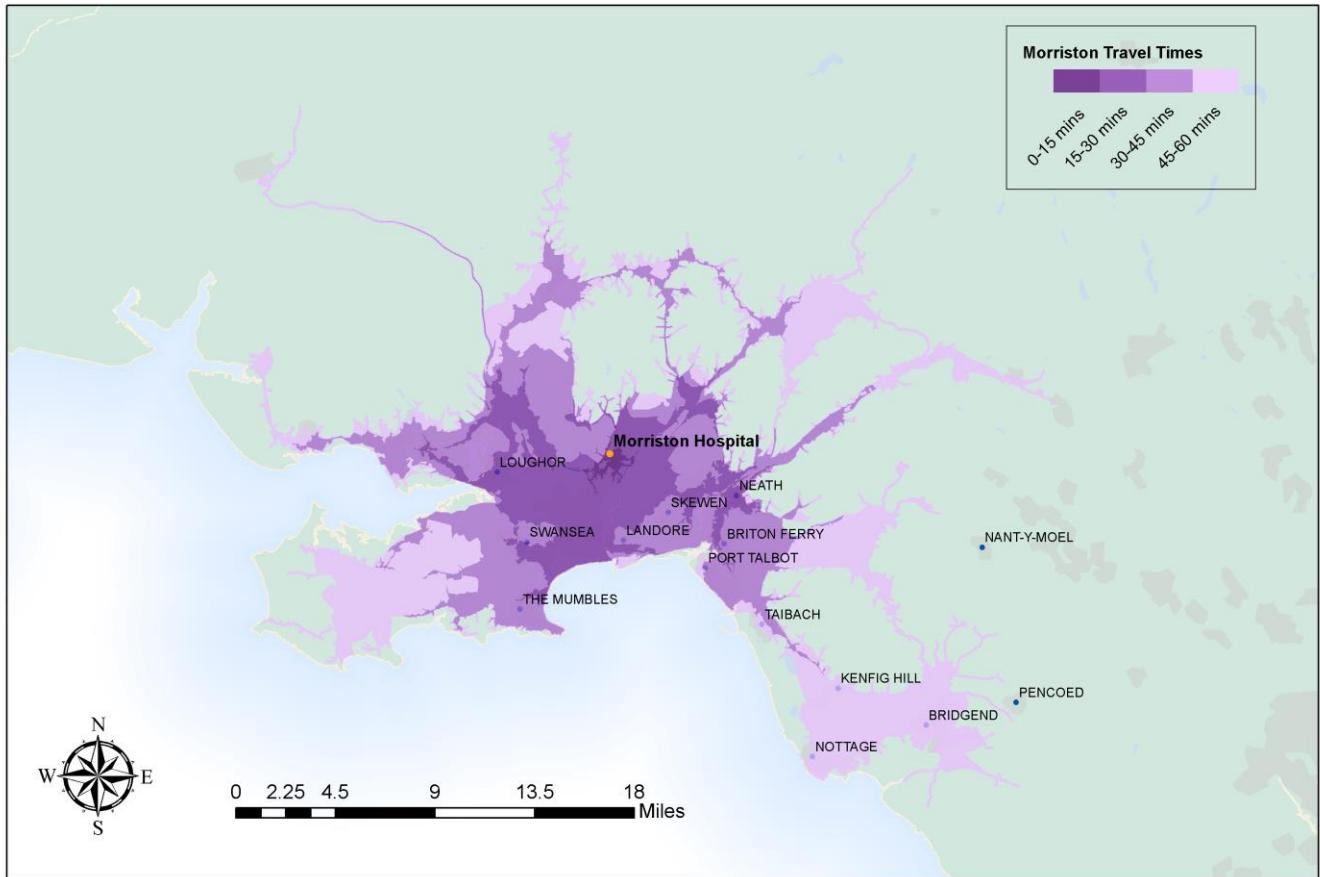 Morriston Travel Times
0-15 mins
15-30 mins
30-45 mins
45-60 mins
Morriston Hospital
LOUGHOR
NEATH
SKEWEN
SWANSEA
LANDORE
BRITON FERRY
NANT-Y-MOEL
PORT TALBOT
THE MUMBLES
TAIBACH
KENFIG HILL
PENCOED
BRIDGEND
NOTTAGE
N
W E
S
0 2.25 4.5 9 13.5 18
Miles